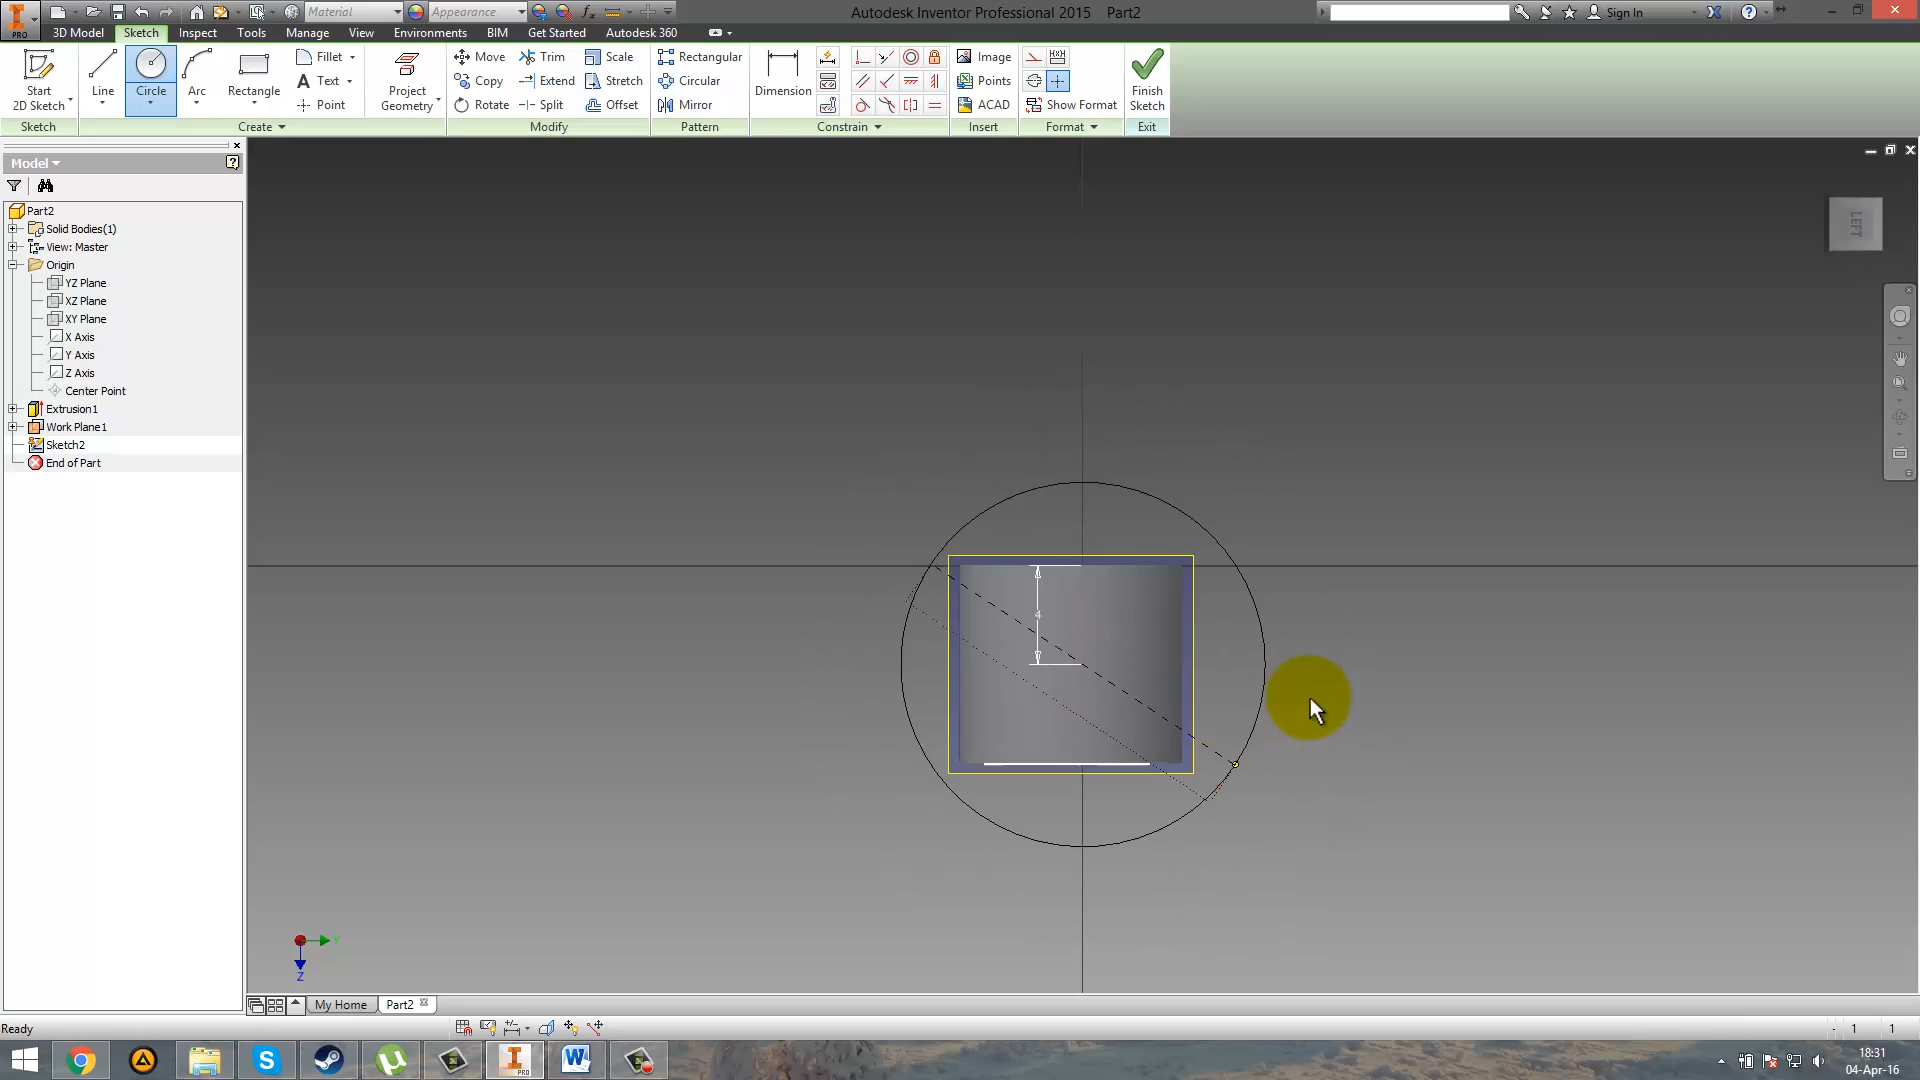 Material
Appearance
Autodesk Inventor Professional 2015 Part2
Sign In
PRO
3D Model Sketch Inspect Tools Manage View Environments BIM Get Started Autodesk 360
Start
2D Sketch
Line
Circle
Arc
Rectangle
Fillet
Text
Point
Project
Geometry
Move
Copy
Rotate
Trim
Extend
Split
Scale
Stretch
Offset
Rectangular
Circular
Mirror
Dimension
Image
Points
ACAD
Show Format
Finish
Sketch
Sketch Create Modify Pattern Constrain Insert Format Exit
Model
Part2
Solid Bodies(1)
View: Master
Origin
YZ Plane
XZ Plane
XY Plane
X Axis
Y Axis
Z Axis
Center Point
Extrusion1
Work Plane1
Sketch2
End of Part
LEFT
4
Y
Z
My Home Part2
Ready
1 1
18:31
04-Apr-16